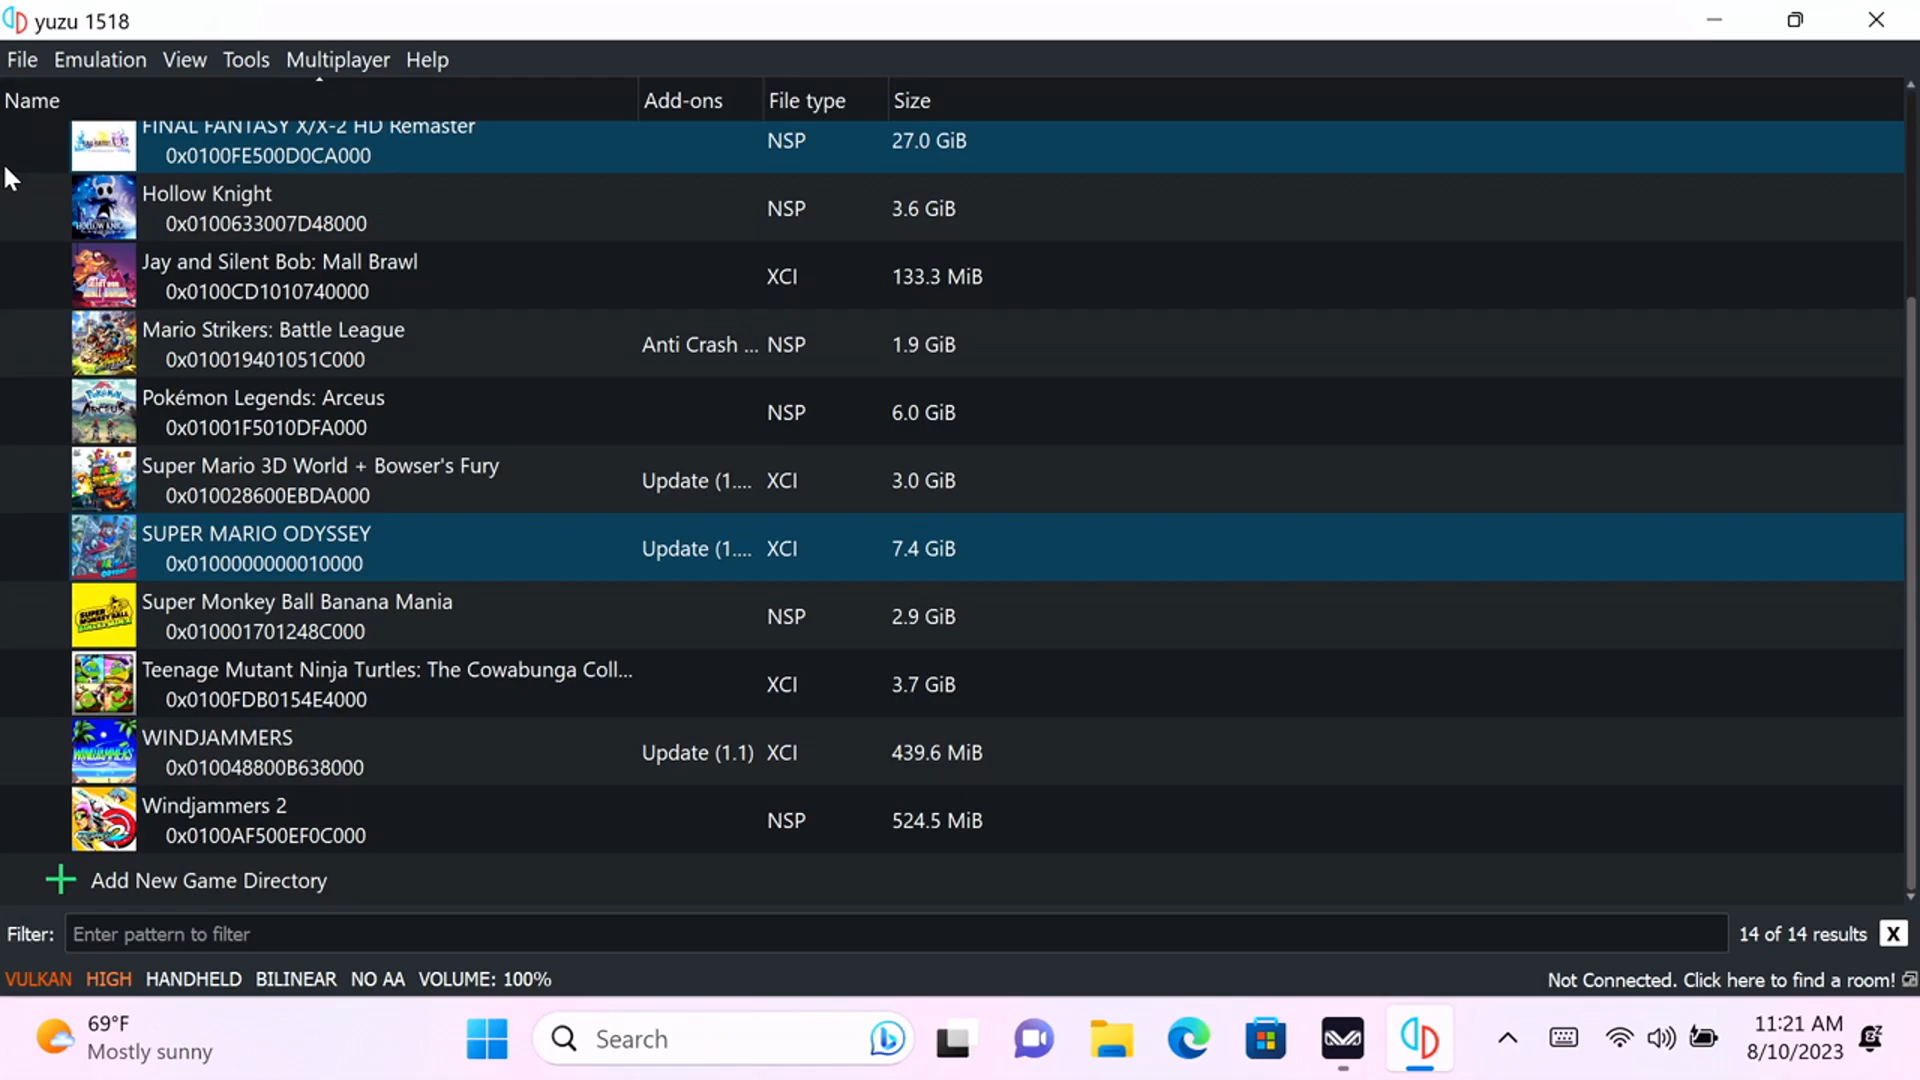 yuzu 1518
File Emulation View Tools Multiplayer Help
Name Add-ons File type Size
FINAL FANTASY X/X-2 HD Remaster
0x0100FE500D0CA000
NSP 27.0 GiB
Hollow Knight
0x0100633007D48000
NSP 3.6 GiB
Jay and Silent Bob: Mall Brawl
0x0100CD1010740000
XCI 133.3 MiB
Mario Strikers: Battle League
0x010019401051C000
Anti Crash ... NSP 1.9 GiB
Pokémon Legends: Arceus
0x01001F5010DFA000
NSP 6.0 GiB
Super Mario 3D World + Bowser's Fury
0x010028600EBDA000
Update (1.... XCI 3.0 GiB
SUPER MARIO ODYSSEY
0x0100000000010000
Update (1.... XCI 7.4 GiB
Super Monkey Ball Banana Mania
0x010001701248C000
NSP 2.9 GiB
Teenage Mutant Ninja Turtles: The Cowabunga Coll...
0x0100FDB0154E4000
XCI 3.7 GiB
WINDJAMMERS
0x010048800B638000
Update (1.1) XCI 439.6 MiB
Windjammers 2
0x0100AF500EF0C000
NSP 524.5 MiB
Add New Game Directory
Filter: Enter pattern to filter 14 of 14 results X
VULKAN HIGH HANDHELD BILINEAR NO AA VOLUME: 100% Not Connected. Click here to find a room!
69°F
Mostly sunny
Search
11:21 AM
8/10/2023